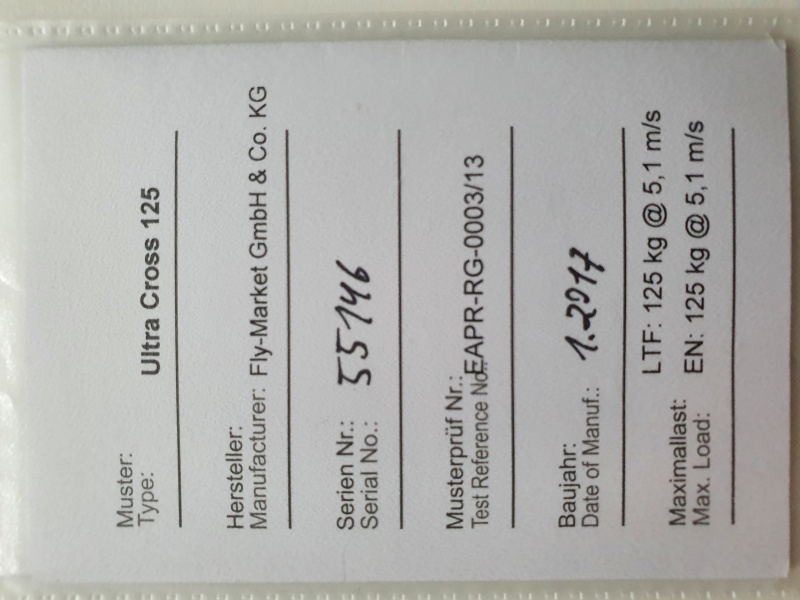 Muster:
Type: Ultra Cross 125
Hersteller:
Manufacturer: Fly-Market GmbH & Co. KG
Serien Nr.:
Serial No.: 55146
Musterprüf Nr.:
Test Reference No.: EAPR-RG-0003/13
Baujahr:
Date of Manuf.: 1.2017
LTF: 125 kg @ 5,1 m/s
Maximallast:
Max. Load: EN: 125 kg @ 5,1 m/s